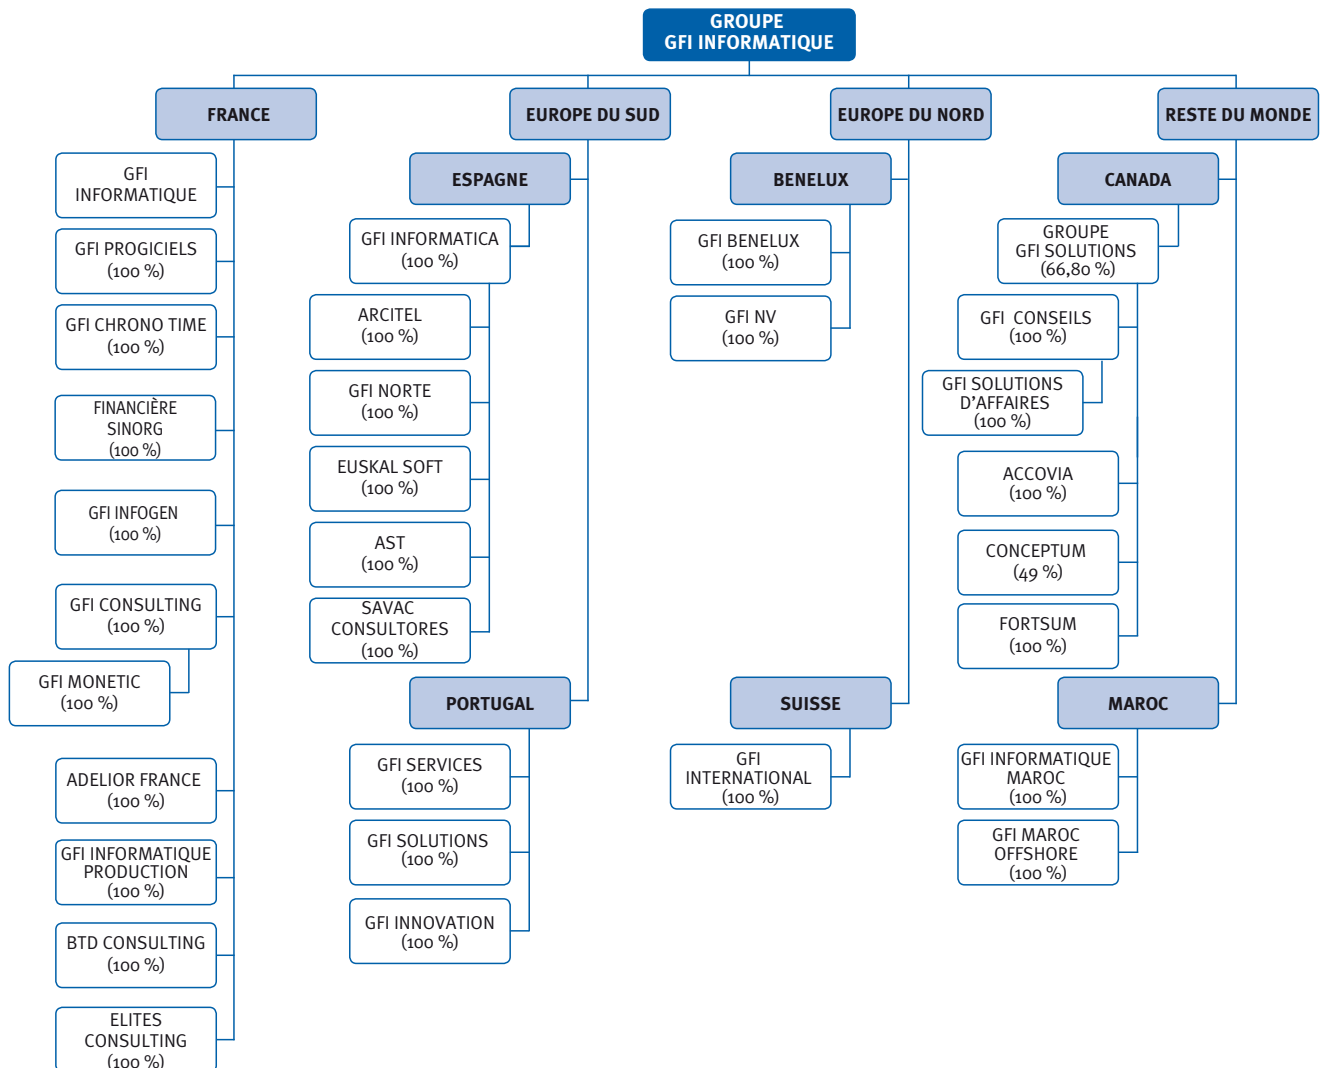 GROUPE
GFI INFORMATIQUE
FRANCE
GFI
INFORMATIQUE
GFI PROGICIELS
(100 %)
GFI CHRONO TIME
(100 %)
FINANCIÈRE
SINORG
(100 %)
GFI INFOGEN
(100 %)
GFI CONSULTING
(100 %)
GFI MONETIC
(100 %)
ADELIOR FRANCE
(100 %)
GFI INFORMATIQUE
PRODUCTION
(100 %)
BTD CONSULTING
(100 %)
ELITES
CONSULTING
(100 %)
EUROPE DU SUD
ESPAGNE
GFI INFORMATICA
(100 %)
ARCITEL
(100 %)
GFI NORTE
(100 %)
EUSKAL SOFT
(100 %)
AST
(100 %)
SAVAC
CONSULTORES
(100 %)
PORTUGAL
GFI SERVICES
(100 %)
GFI SOLUTIONS
(100 %)
GFI INNOVATION
(100 %)
EUROPE DU NORD
BENELUX
GFI BENELUX
(100 %)
GFI NV
(100 %)
SUISSE
GFI
INTERNATIONAL
(100 %)
RESTE DU MONDE
CANADA
GROUPE
GFI SOLUTIONS
(66,80 %)
GFI CONSEILS
(100 %)
GFI SOLUTIONS
D'AFFAIRES
(100 %)
ACCOVIA
(100 %)
CONCEPTUM
(49 %)
FORTSUM
(100 %)
MAROC
GFI INFORMATIQUE
MAROC
(100 %)
GFI MAROC
OFFSHORE
(100 %)